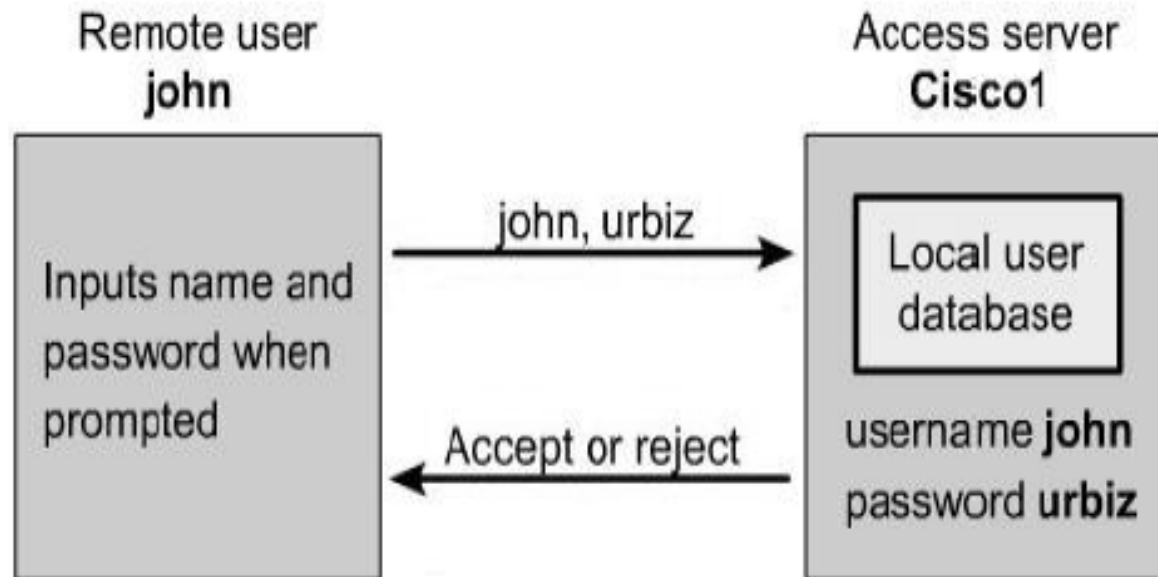 Remote user
john
Access server
Cisco1
Inputs name and
password when
prompted
john, urbiz
Accept or reject
Local user
database
username john
password urbiz